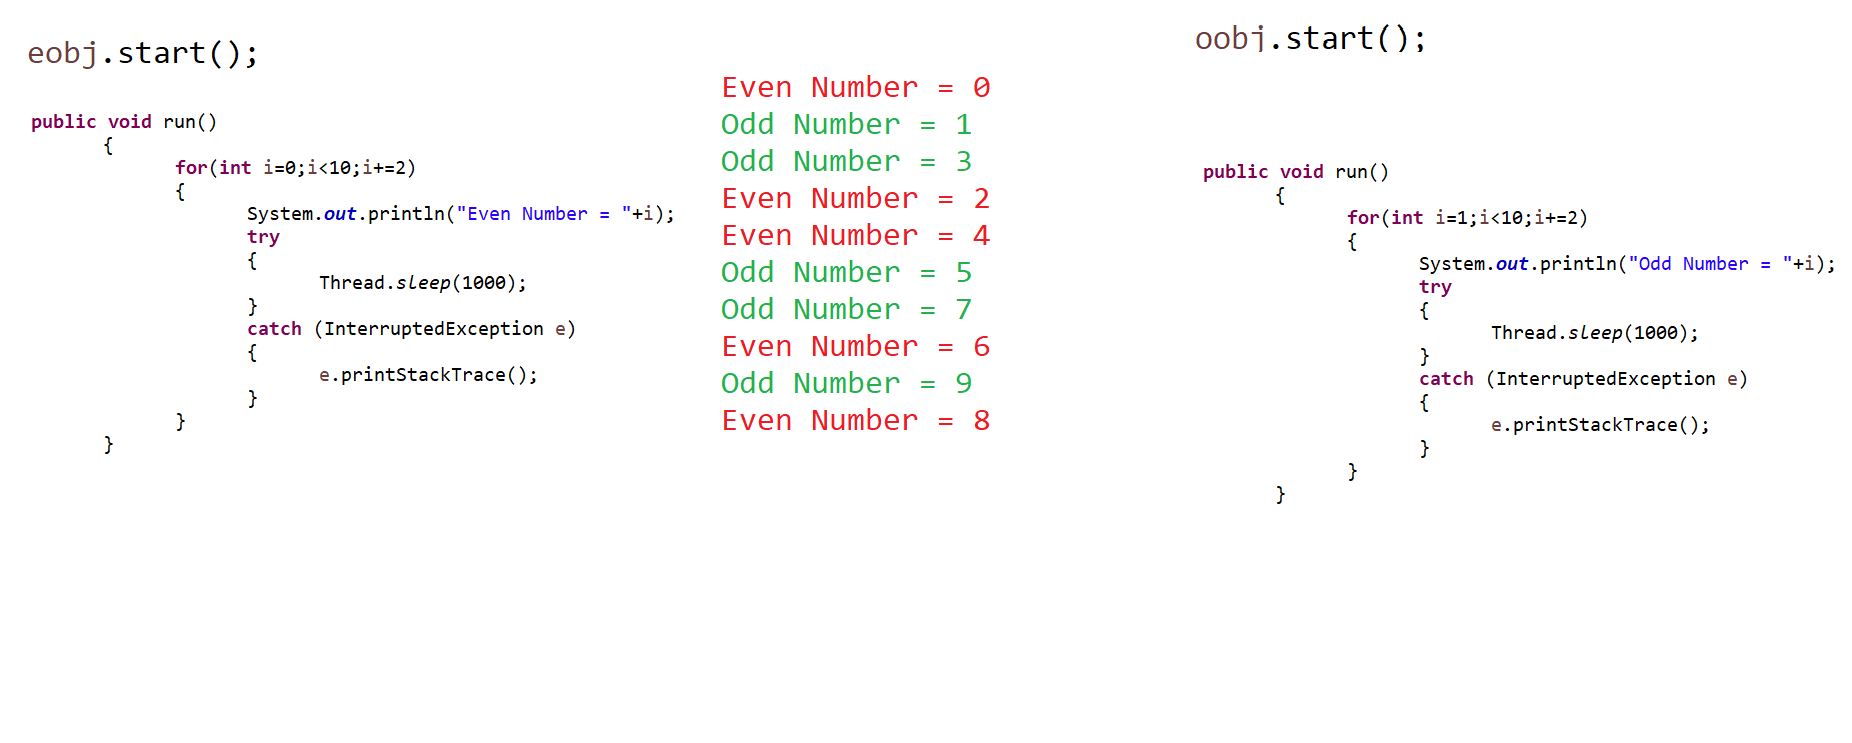 eobj.start();
public void run()
{
for(int i=0;i<10;i+=2)
{
System.out.println("Even Number = "+i);
try
{
Thread.sleep(1000);
}
catch (InterruptedException e)
{
e.printStackTrace();
}
}
}
Even Number = 0
Odd Number = 1
Odd Number = 3
Even Number = 2
Even Number = 4
Odd Number = 5
Odd Number = 7
Even Number = 6
Odd Number = 9
Even Number = 8
oobj.start();
public void run()
{
for(int i=1;i<10;i+=2)
{
System.out.println("Odd Number = "+i);
try
{
Thread.sleep(1000);
}
catch (InterruptedException e)
{
e.printStackTrace();
}
}
}